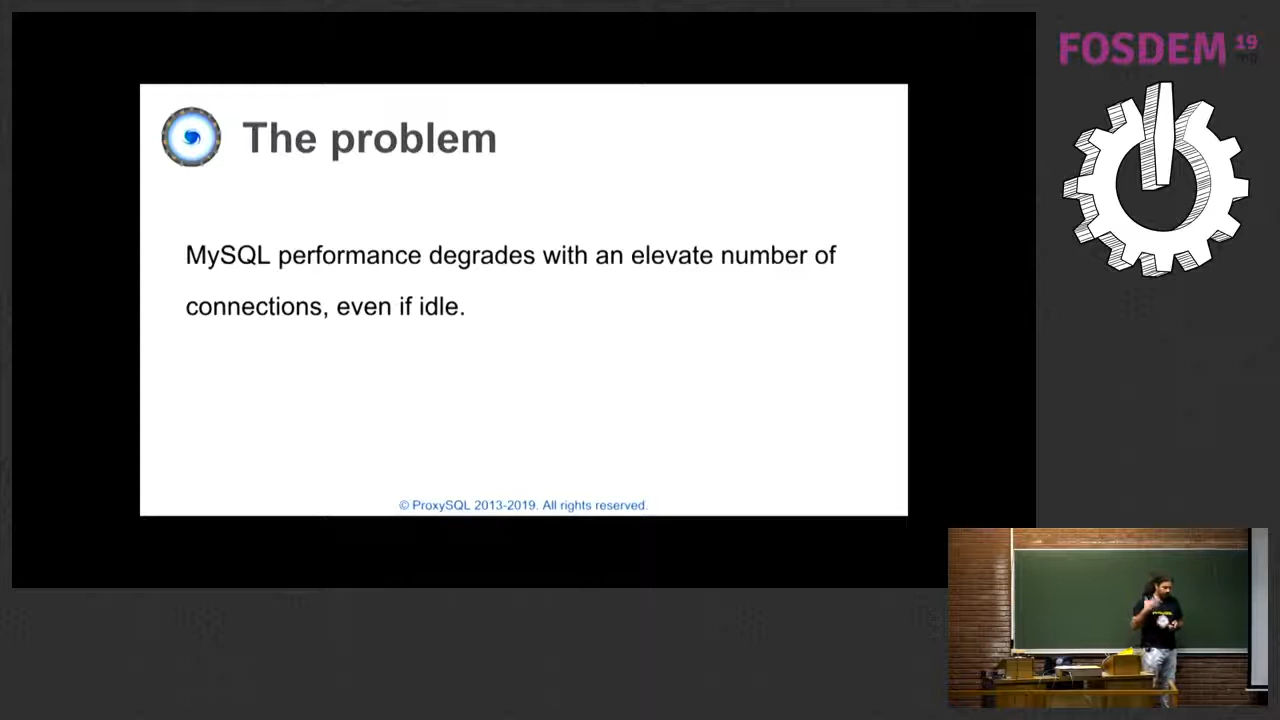 FOSDEM 19
The problem
MySQL performance degrades with an elevate number of
connections, even if idle.
© ProxySQL 2013-2019. All rights reserved.